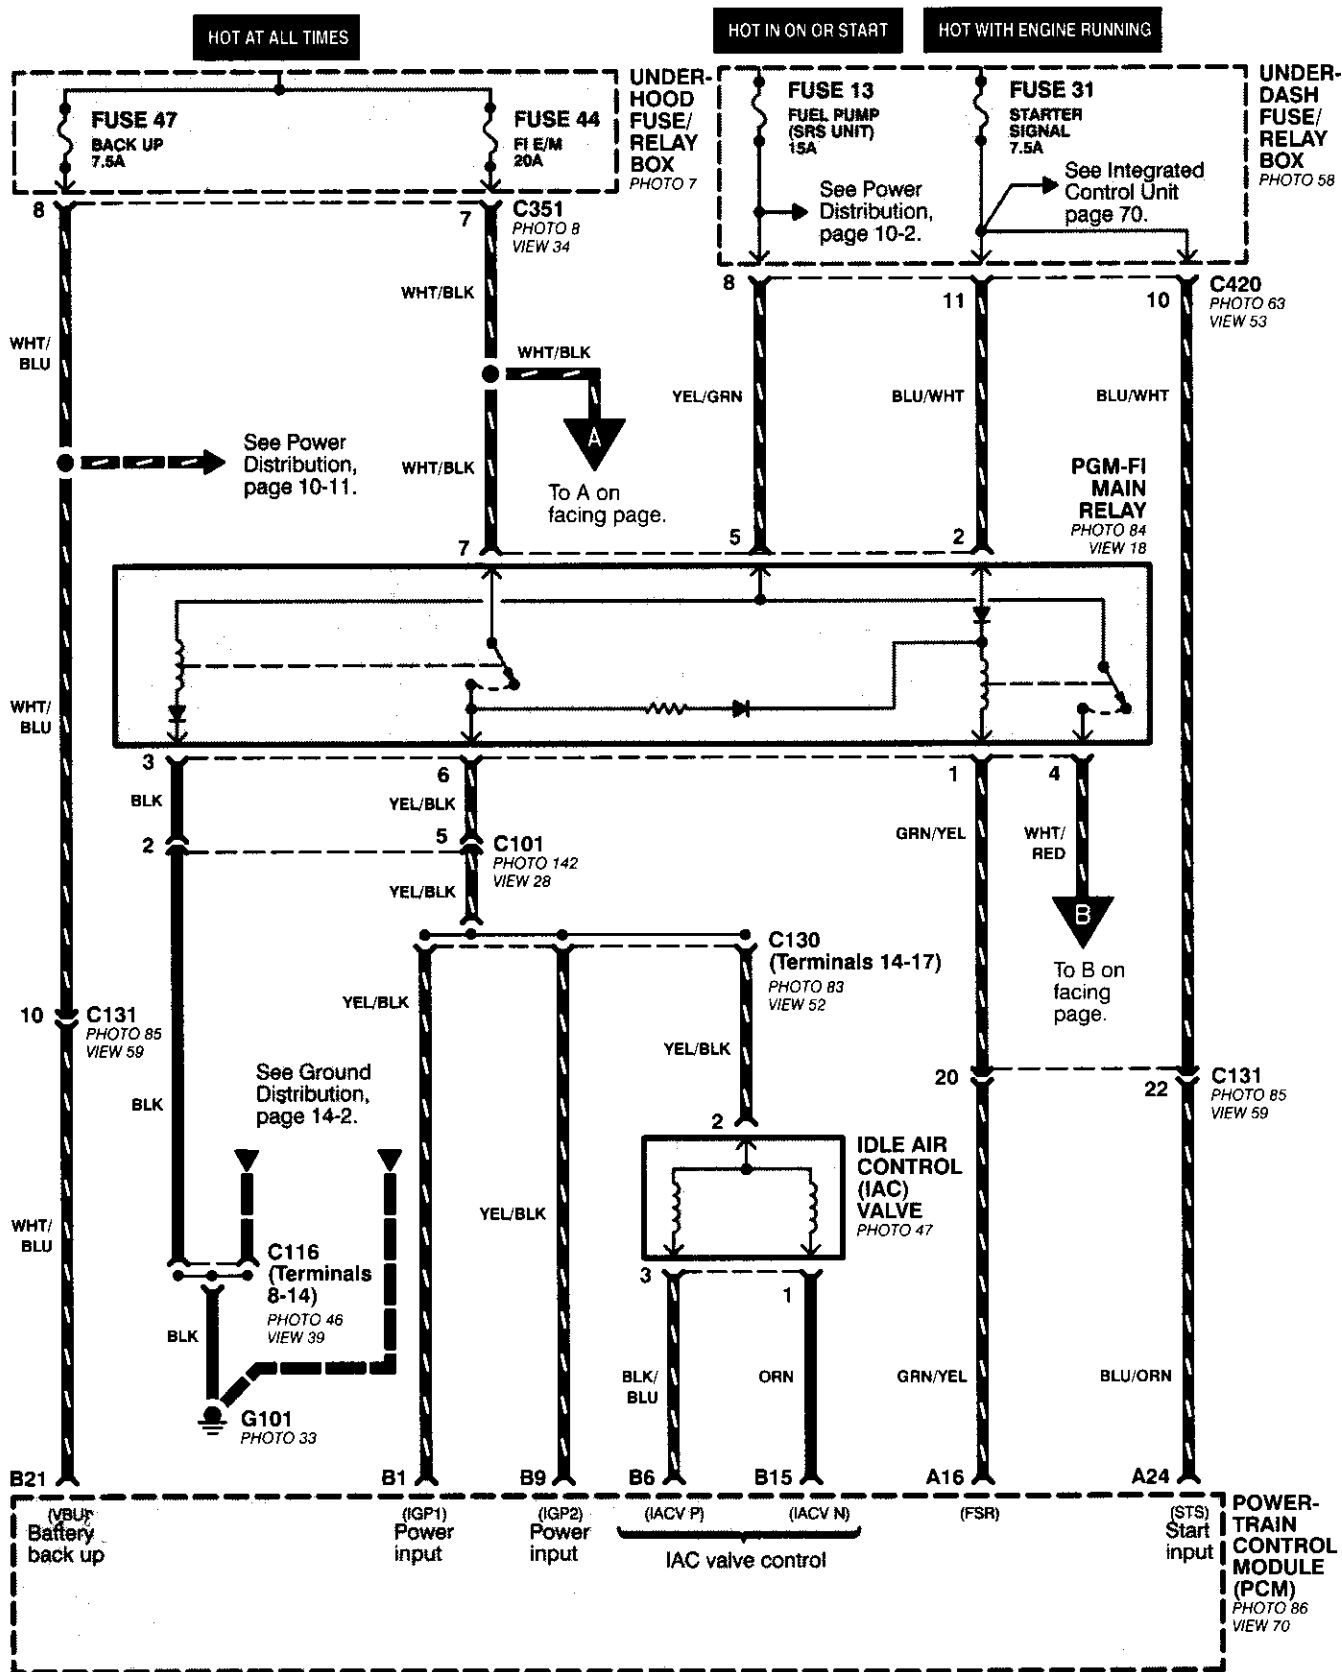 HOT AT ALL TIMES
HOT IN ON OR START
HOT WITH ENGINE RUNNING
FUSE 47
BACK UP
7.5A
FUSE 44
FI E/M
20A
UNDER-
HOOD
FUSE/
RELAY
BOX
PHOTO 7
FUSE 13
FUEL PUMP
(SRS UNIT)
15A
FUSE 31
STARTER
SIGNAL
7.5A
See Power
Distribution,
page 10-2.
See Integrated
Control Unit
page 70.
UNDER-
DASH
FUSE/
RELAY
BOX
PHOTO 58
8
7
C351
PHOTO 8
VIEW 34
8
11
10
C420
PHOTO 63
VIEW 53
WHT/BLK
WHT/
BLU
WHT/BLK
YEL/GRN
BLU/WHT
BLU/WHT
A
See Power
Distribution,
page 10-11.
WHT/BLK
To A on
facing page.
PGM-FI
MAIN
RELAY
PHOTO 84
VIEW 18
7
5
2
WHT/
BLU
3
6
1
4
BLK
YEL/BLK
GRN/YEL
WHT/
RED
2
5
C101
PHOTO 142
VIEW 28
YEL/BLK
B
To B on
facing
page.
C130
(Terminals 14-17)
PHOTO 83
VIEW 52
YEL/BLK
10
C131
PHOTO 85
VIEW 59
YEL/BLK
20
22
C131
PHOTO 85
VIEW 59
See Ground
Distribution,
page 14-2.
BLK
2
IDLE AIR
CONTROL
(IAC)
VALVE
PHOTO 47
WHT/
BLU
YEL/BLK
C116
(Terminals
8-14)
PHOTO 46
VIEW 39
3
1
BLK
BLK/
BLU
ORN
GRN/YEL
BLU/ORN
G101
PHOTO 33
B21
B1
B9
B6
B15
A16
A24
(VBU)
Battery
back up
(IGP1)
Power
input
(IGP2)
Power
input
(IACV P)
(IACV N)
IAC valve control
(FSR)
(STS)
Start
input
POWER-
TRAIN
CONTROL
MODULE
(PCM)
PHOTO 86
VIEW 70